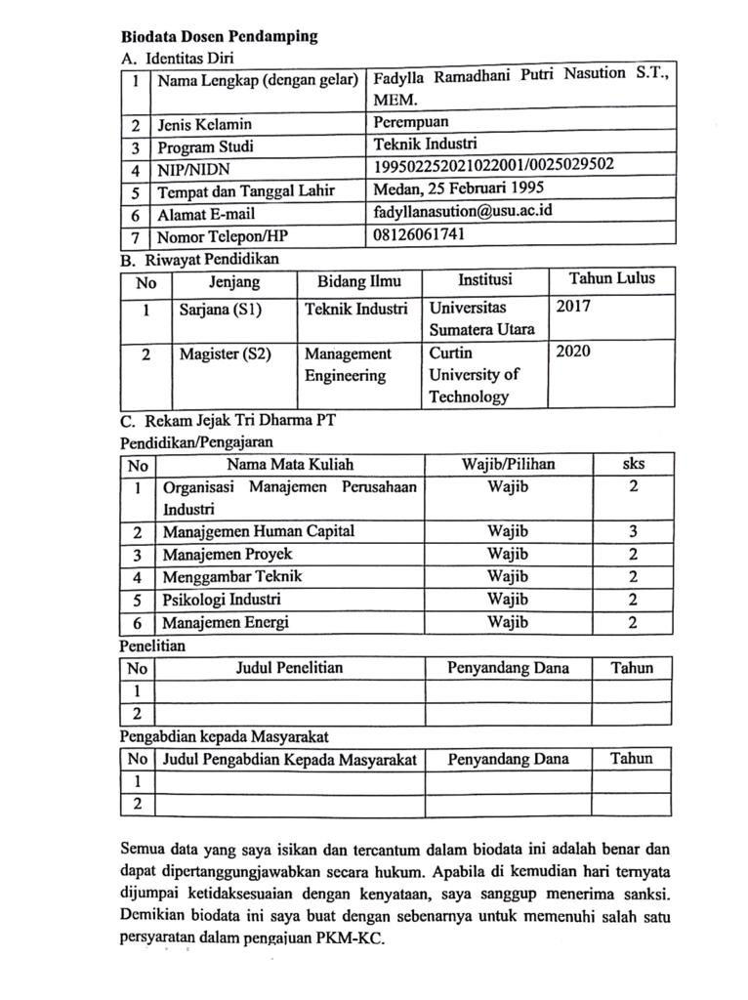 Biodata Dosen Pendamping
A. Identitas Diri
1 Nama Lengkap (dengan gelar) Fadylla Ramadhani Putri Nasution S.T.,
MEM.
2 Jenis Kelamin Perempuan
3 Program Studi Teknik Industri
4 NIP/NIDN 199502252021022001/0025029502
5 Tempat dan Tanggal Lahir Medan, 25 Februari 1995
6 Alamat E-mail fadyllanasution@usu.ac.id
7 Nomor Telepon/HP 08126061741
B. Riwayat Pendidikan
No Jenjang Bidang Ilmu Institusi Tahun Lulus
1 Sarjana (S1) Teknik Industri Universitas 2017
Sumatera Utara
2 Magister (S2) Management Curtin 2020
Engineering University of
Technology
C. Rekam Jejak Tri Dharma PT
Pendidikan/Pengajaran
No Nama Mata Kuliah Wajib/Pilihan sks
1 Organisasi Manajemen Perusahaan Wajib 2
Industri
2 Manajgemen Human Capital Wajib 3
3 Manajemen Proyek Wajib 2
4 Menggambar Teknik Wajib 2
5 Psikologi Industri Wajib 2
6 Manajemen Energi Wajib 2
Penelitian
No Judul Penelitian Penyandang Dana Tahun
1
2
Pengabdian kepada Masyarakat
No Judul Pengabdian Kepada Masyarakat Penyandang Dana Tahun
1
2
Semua data yang saya isikan dan tercantum dalam biodata ini adalah benar dan
dapat dipertanggungjawabkan secara hukum. Apabila di kemudian hari ternyata
dijumpai ketidaksesuaian dengan kenyataan, saya sanggup menerima sanksi.
Demikian biodata ini saya buat dengan sebenarnya untuk memenuhi salah satu
persyaratan dalam pengajuan PKM-KC.